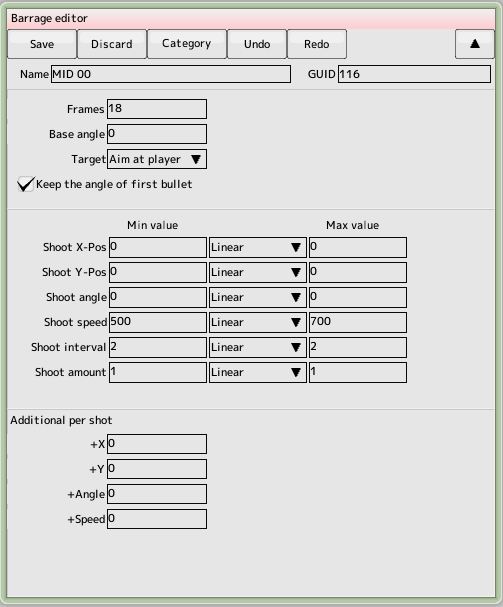 Barrage editor
Save Discard Category Undo Redo ▲
Name MID 00 GUID 116
Frames 18
Base angle 0
Target Aim at player ▼
Keep the angle of first bullet
Min value Max value
Shoot X-Pos 0 Linear ▼ 0
Shoot Y-Pos 0 Linear ▼ 0
Shoot angle 0 Linear ▼ 0
Shoot speed 500 Linear ▼ 700
Shoot interval 2 Linear ▼ 2
Shoot amount 1 Linear ▼ 1
Additional per shot
+X 0
+Y 0
+Angle 0
+Speed 0